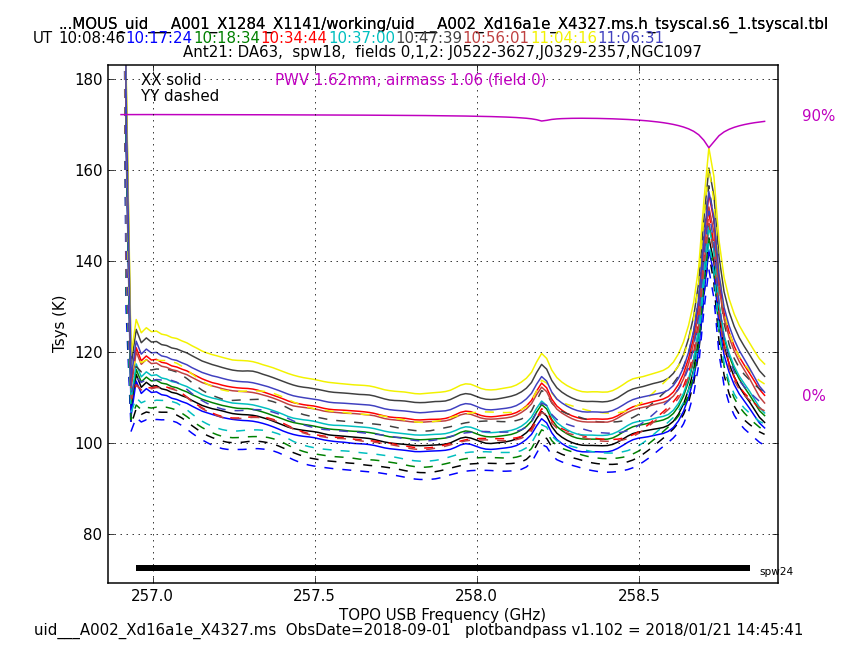 ...MOUS_uid___A001_X1284_X1141/working/uid___A002_Xd16a1e_X4327.ms.h_tsyscal.s6_1.tsyscal.tbl
UT 10:08:46 10:17:24 10:18:34 10:34:44 10:37:00 10:47:39 10:56:01 11:04:16 11:06:31
Ant21: DA63, spw18, fields 0,1,2: J0522-3627,J0329-2357,NGC1097
XX solid
YY dashed
PWV 1.62mm, airmass 1.06 (field 0)
90%
0%
180
160
140
120
100
80
Tsys (K)
spw24
257.0 257.5 258.0 258.5
TOPO USB Frequency (GHz)
uid___A002_Xd16a1e_X4327.ms ObsDate=2018-09-01 plotbandpass v1.102 = 2018/01/21 14:45:41